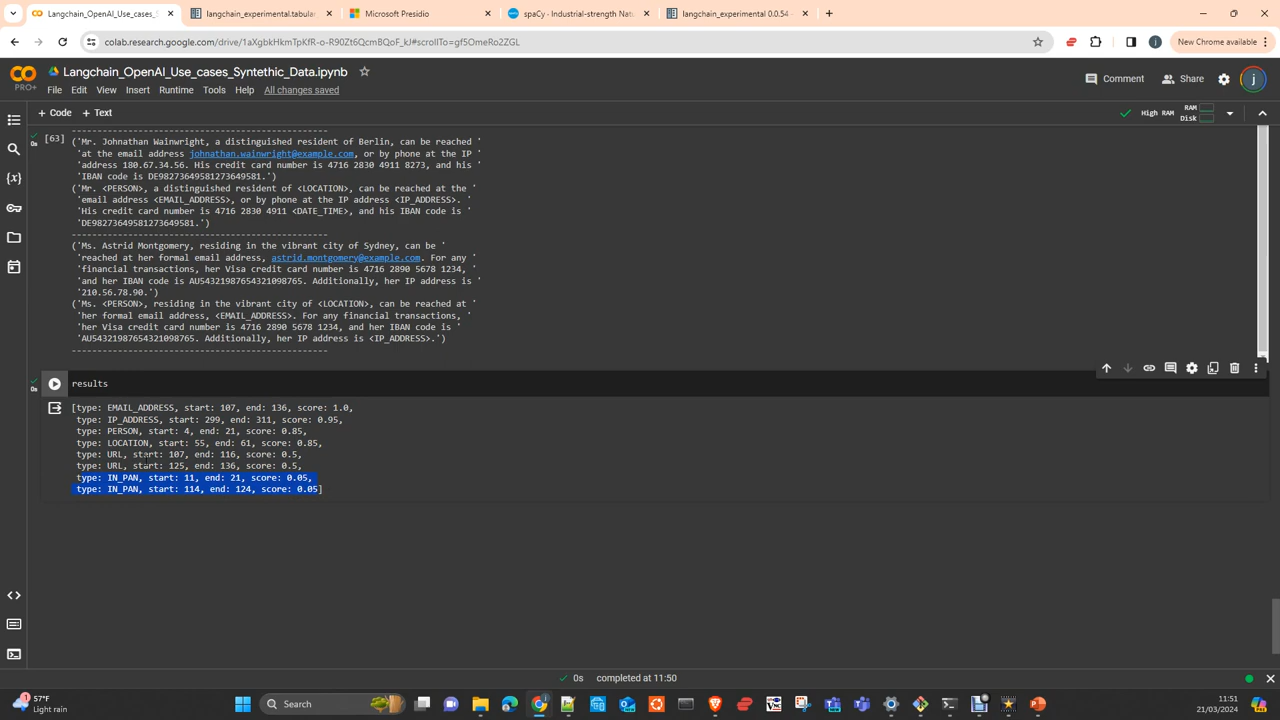 Langchain_OpenAI_Use_cases_S
langchain_experimental.tabular
Microsoft Presidio
spaCy - Industrial-strength Natu
langchain_experimental 0.0.54 -
colab.research.google.com/drive/1aXgbkHkmTpKfR-o-R90Zt6QcmBQoF_kJ#scrollTo=gf5OmeRo2ZGL
New Chrome available
Langchain_OpenAI_Use_cases_Syntethic_Data.ipynb
PRO+
File Edit View Insert Runtime Tools Help All changes saved
Comment Share
j
+ Code + Text
High RAM RAM Disk
[63]
0s
-------------------------------------------------
('Mr. Johnathan Wainwright, a distinguished resident of Berlin, can be reached '
'at the email address johnathan.wainwright@example.com, or by phone at the IP '
'address 180.67.34.56. His credit card number is 4716 2830 4911 8273, and his '
'IBAN code is DE98273649581273649581.')
('Mr. <PERSON>, a distinguished resident of <LOCATION>, can be reached at the '
'email address <EMAIL_ADDRESS>, or by phone at the IP address <IP_ADDRESS>. '
'His credit card number is 4716 2830 4911 <DATE_TIME>, and his IBAN code is '
'DE98273649581273649581.')
-------------------------------------------------
('Ms. Astrid Montgomery, residing in the vibrant city of Sydney, can be '
'reached at her formal email address, astrid.montgomery@example.com. For any '
'financial transactions, her Visa credit card number is 4716 2890 5678 1234, '
'and her IBAN code is AU54321987654321098765. Additionally, her IP address is '
'210.56.78.90.')
('Ms. <PERSON>, residing in the vibrant city of <LOCATION>, can be reached at '
'her formal email address, <EMAIL_ADDRESS>. For any financial transactions, '
'her Visa credit card number is 4716 2890 5678 1234, and her IBAN code is '
'AU54321987654321098765. Additionally, her IP address is <IP_ADDRESS>.')
-------------------------------------------------
0s
results
[type: EMAIL_ADDRESS, start: 107, end: 136, score: 1.0,
type: IP_ADDRESS, start: 299, end: 311, score: 0.95,
type: PERSON, start: 4, end: 21, score: 0.85,
type: LOCATION, start: 55, end: 61, score: 0.85,
type: URL, start: 107, end: 116, score: 0.5,
type: URL, start: 125, end: 136, score: 0.5,
type: IN_PAN, start: 11, end: 21, score: 0.05,
type: IN_PAN, start: 114, end: 124, score: 0.05]
0s completed at 11:50
57°F
Light rain
Search
11:51
21/03/2024